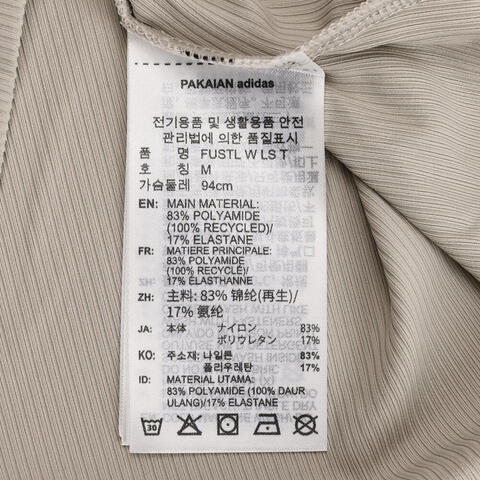 PAKAIAN adidas
전기용품 및 생활용품 안전
관리법에 의한 품질표시
품 명 FUSTL W LS T
호 칭 M
가슴둘레 94cm
EN: MAIN MATERIAL:
83% POLYAMIDE
(100% RECYCLED)/
17% ELASTANE
FR: MATIERE PRINCIPALE:
83% POLYAMIDE
(100% RECYCLE)/
17% ELASTHANNE
ZH: 主料: 83% 锦纶(再生)/
17% 氨纶
JA: 本体 ナイロン 83%
ポリウレタン 17%
KO: 주소재: 나일론 83%
폴리우레탄 17%
ID: MATERIAL UTAMA:
83% POLYAMIDE (100% DAUR
ULANG)/17% ELASTANE
30